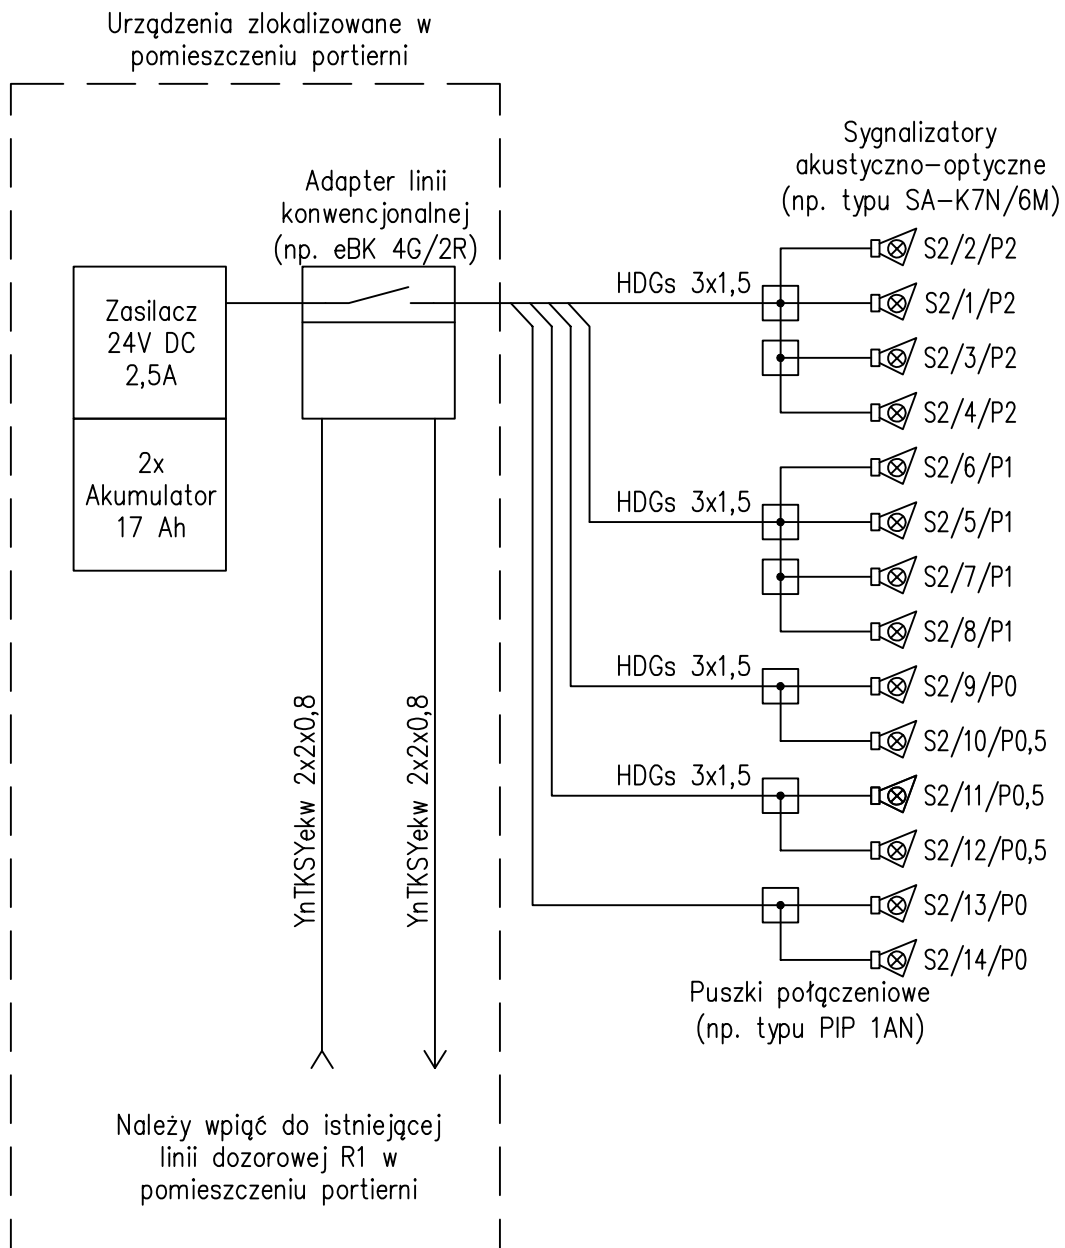 Urządzenia zlokalizowane w
pomieszczeniu portierni
Adapter linii
konwencjonalnej
(np. eBK 4G/2R)
Zasilacz
24V DC
2,5A
2x
Akumulator
17 Ah
YnTKSYekw 2x2x0,8
YnTKSYekw 2x2x0,8
Należy wpiąć do istniejącej
linii dozorowej R1 w
pomieszczeniu portierni
Sygnalizatory
akustyczno-optyczne
(np. typu SA-K7N/6M)
HDGs 3x1,5
S2/2/P2
S2/1/P2
S2/3/P2
S2/4/P2
HDGs 3x1,5
S2/6/P1
S2/5/P1
S2/7/P1
S2/8/P1
HDGs 3x1,5
S2/9/P0
S2/10/P0,5
HDGs 3x1,5
S2/11/P0,5
S2/12/P0,5
S2/13/P0
S2/14/P0
Puszki połączeniowe
(np. typu PIP 1AN)